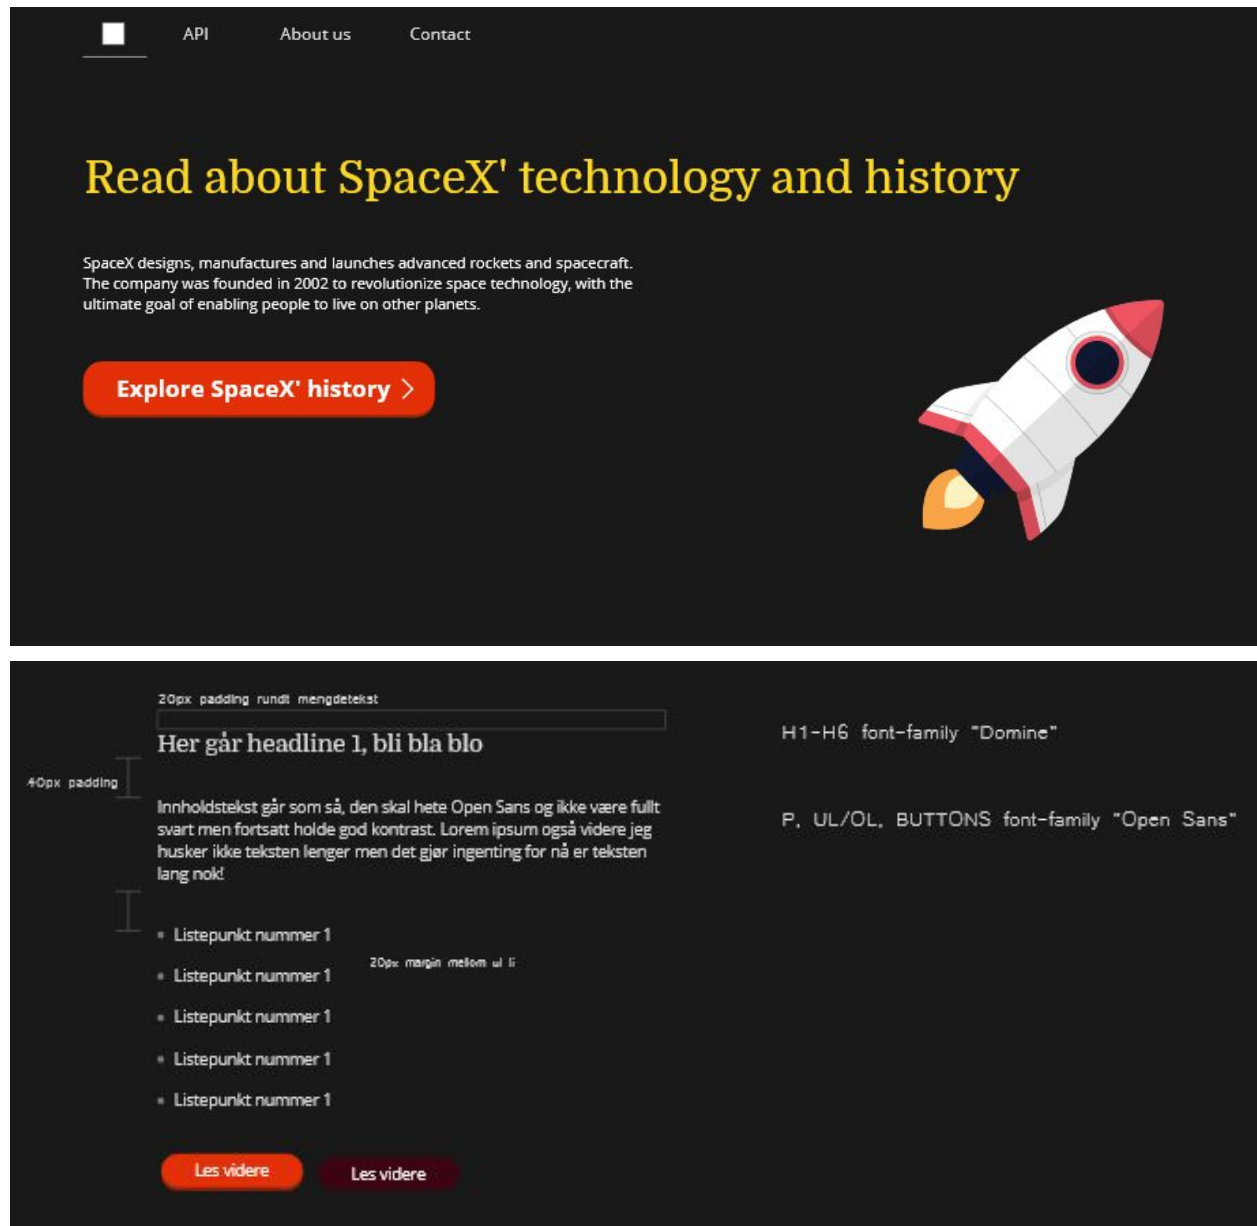 API About us Contact
Read about SpaceX' technology and history
SpaceX designs, manufactures and launches advanced rockets and spacecraft.
The company was founded in 2002 to revolutionize space technology, with the
ultimate goal of enabling people to live on other planets.
Explore SpaceX' history >
20px padding rundt mengdetekst
Her går headline 1, bli bla blo
40px padding
Innholdstekst går som så, den skal hete Open Sans og ikke være fullt
svart men fortsatt holde god kontrast. Lorem ipsum også videre jeg
husker ikke teksten lenger men det gjør ingenting for nå er teksten
lang nok!
Listepunkt nummer 1
20px margin mellom ul li
Listepunkt nummer 1
Listepunkt nummer 1
Listepunkt nummer 1
Listepunkt nummer 1
Les videre Les videre
H1-H6 font-family "Domine"
P, UL/OL, BUTTONS font-family "Open Sans"